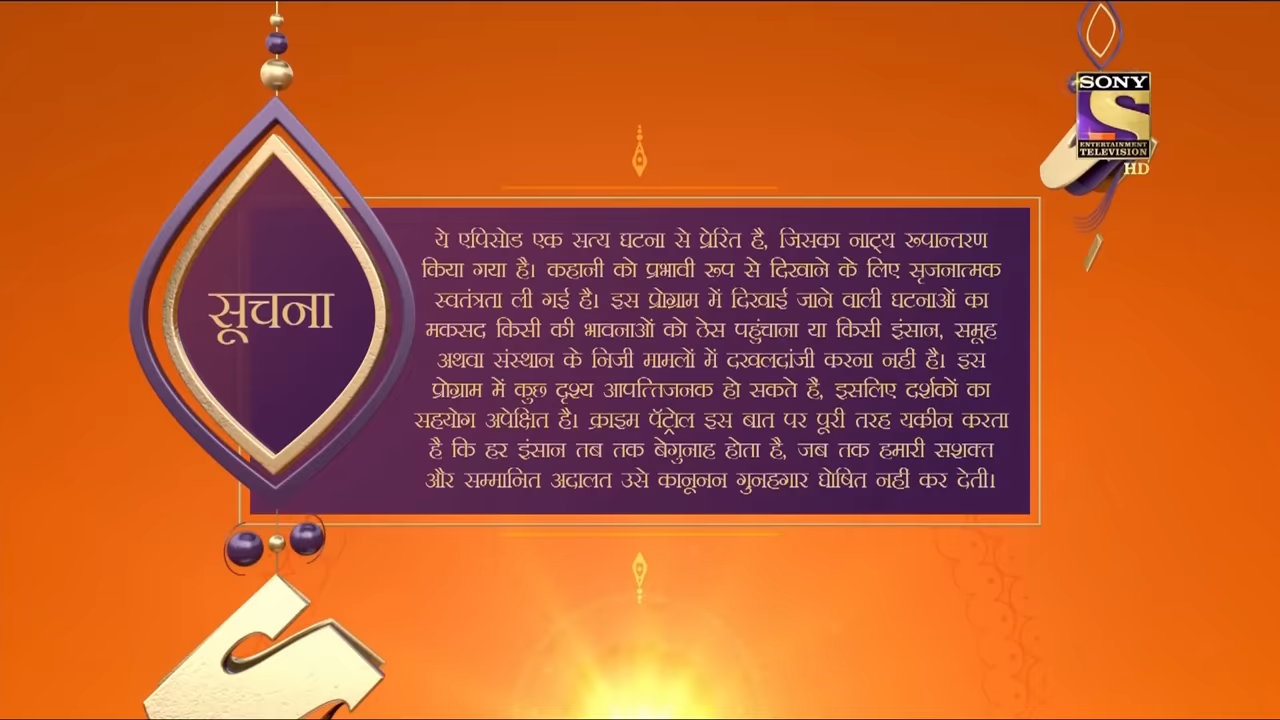 सूचना
ये एपिसोड एक सत्य घटना से प्रेरित है, जिसका नाट्य रूपान्तरण
किया गया है। कहानी को प्रभावी रूप से दिखाने के लिए सृजनात्मक
स्वतंत्रता ली गई है। इस प्रोग्राम में दिखाई जाने वाली घटनाओं का
मकसद किसी की भावनाओं को ठेस पहुंचाना या किसी इंसान, समूह
अथवा संस्थान के निजी मामलों में दखलदांजी करना नहीं है। इस
प्रोग्राम में कुछ दृश्य आपत्तिजनक हो सकते हैं, इसलिए दर्शकों का
सहयोग अपेक्षित है। क्राइम पॅट्रोल इस बात पर पूरी तरह यकीन करता
है कि हर इंसान तब तक बेगुनाह होता है, जब तक हमारी सशक्त
और सम्मानित अदालत उसे कानूनन गुनहगार घोषित नहीं कर देती।
SONY
ENTERTAINMENT
TELEVISION
HD